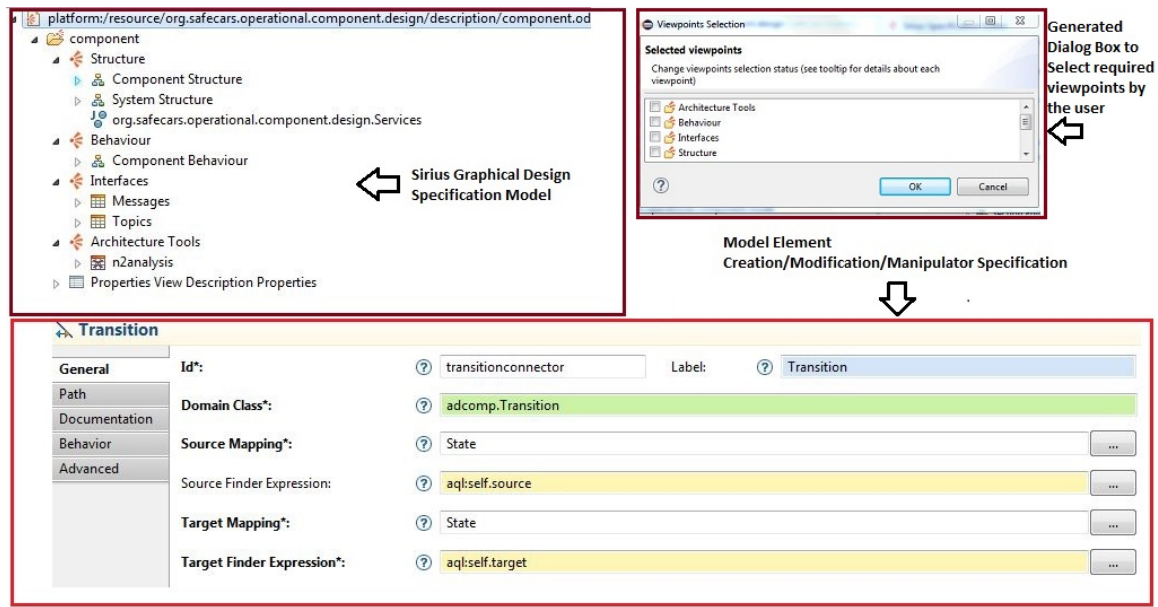 platform:/resource/org.safecars.operational.component.design/description/component.od
component
Structure
Component Structure
System Structure
org.safecars.operational.component.design.Services
Behaviour
Component Behaviour
Interfaces
Messages
Topics
Architecture Tools
n2analysis
Properties View Description Properties
Sirius Graphical Design
Specification Model
Viewpoints Selection
Selected viewpoints
Change viewpoints selection status (see tooltip for details about each
viewpoint)
Architecture Tools
Behaviour
Interfaces
Structure
OK Cancel
Generated
Dialog Box to
Select required
viewpoints by
the user
Model Element
Creation/Modification/Manipulator Specification
Transition
General
Path
Documentation
Behavior
Advanced
Id*: transitionconnector Label: Transition
Domain Class*: adcomp.Transition
Source Mapping*: State ...
Source Finder Expression: aql:self.source ...
Target Mapping*: State ...
Target Finder Expression*: aql:self.target ...